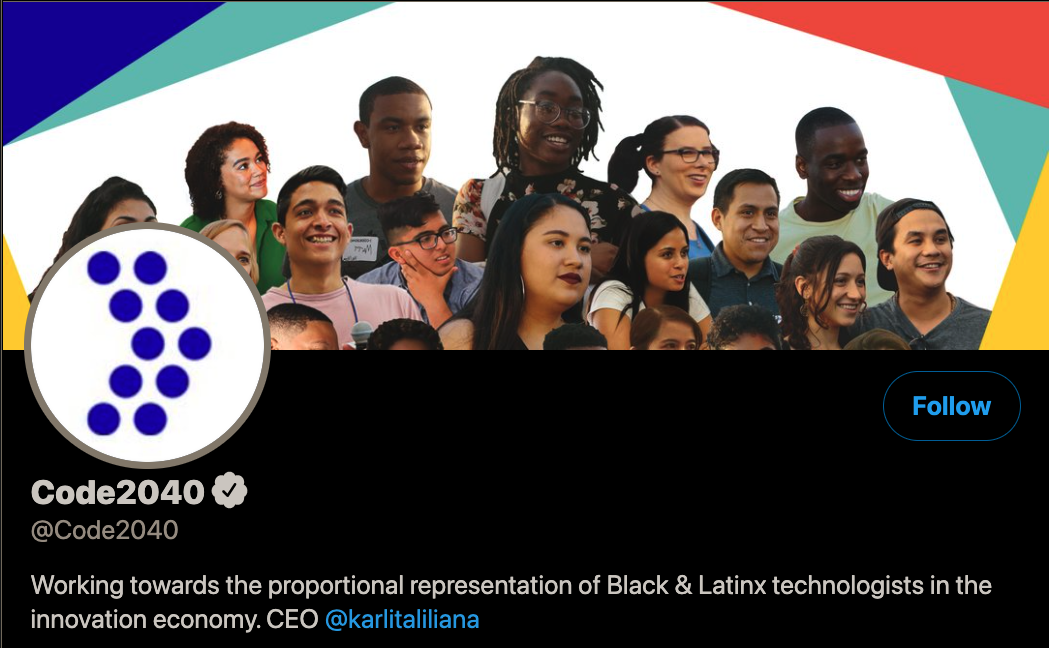 Follow
Code2040
@Code2040
Working towards the proportional representation of Black & Latinx technologists in the
innovation economy. CEO @karlitaliliana